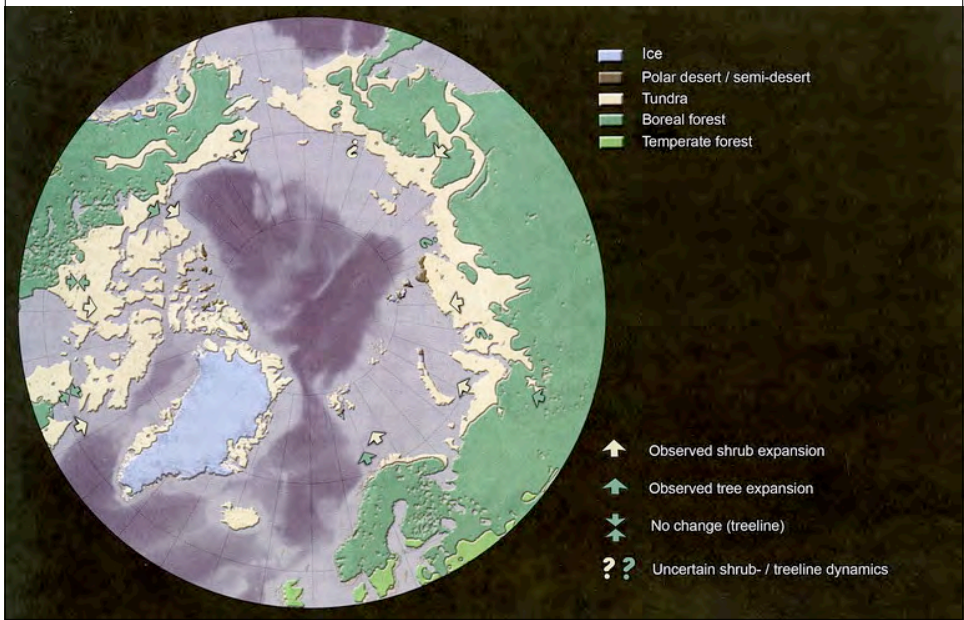 Ice
Polar desert / semi-desert
Tundra
Boreal forest
Temperate forest
Observed shrub expansion
Observed tree expansion
No change (treeline)
? ? Uncertain shrub- / treeline dynamics